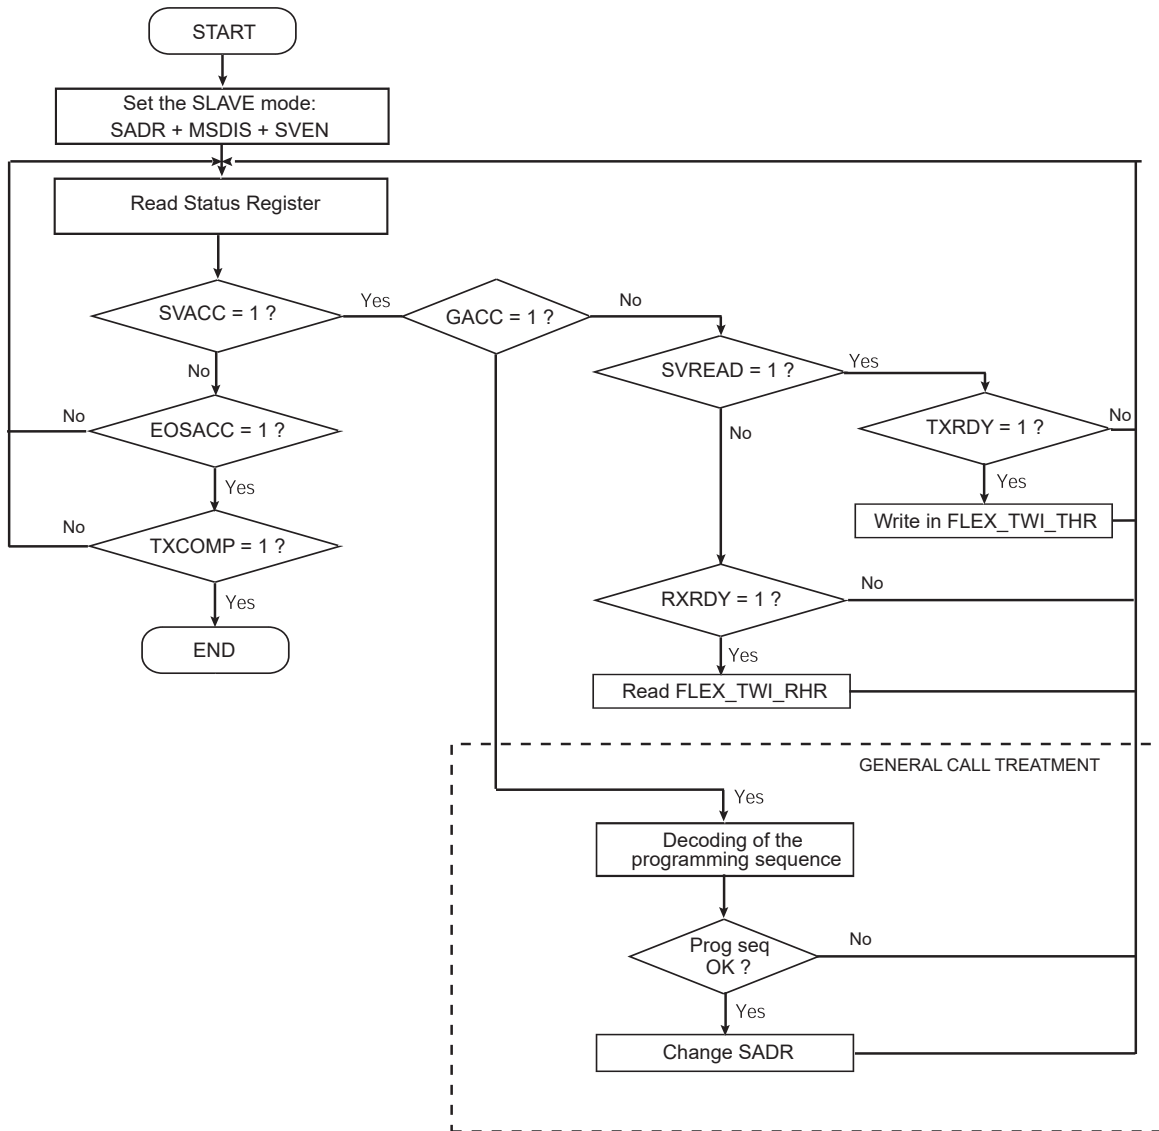 START
Set the SLAVE mode:
SADR + MSDIS + SVEN
Read Status Register
SVACC = 1 ?
Yes
GACC = 1 ?
No
SVREAD = 1 ?
Yes
No
No
EOSACC = 1 ?
TXRDY = 1 ?
No
No
Yes
Yes
Write in FLEX_TWI_THR
No
TXCOMP = 1 ?
Yes
END
RXRDY = 1 ?
No
Yes
Read FLEX_TWI_RHR
GENERAL CALL TREATMENT
Yes
Decoding of the
programming sequence
Prog seq
OK ?
No
Yes
Change SADR